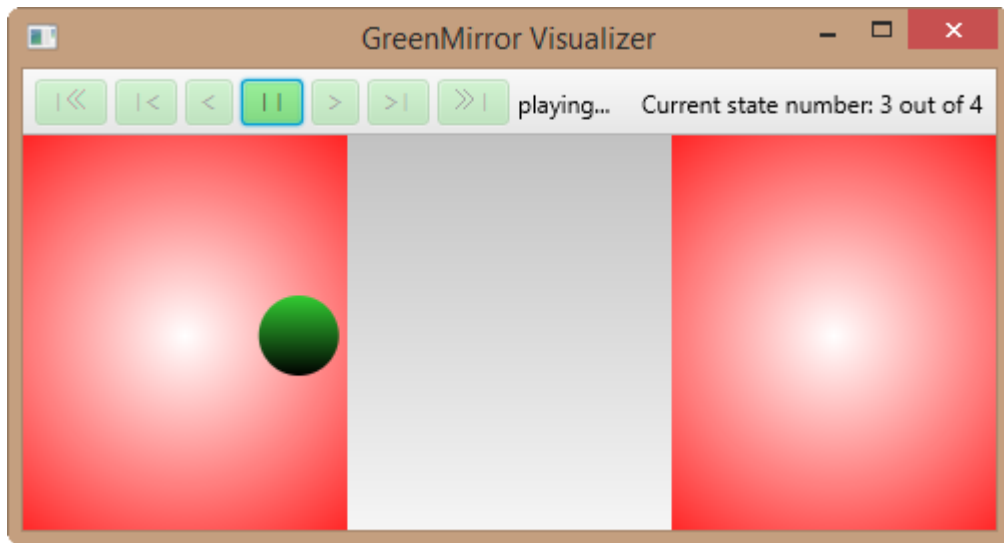 GreenMirror Visualizer
|≪ |< < || > >| ≫| playing... Current state number: 3 out of 4